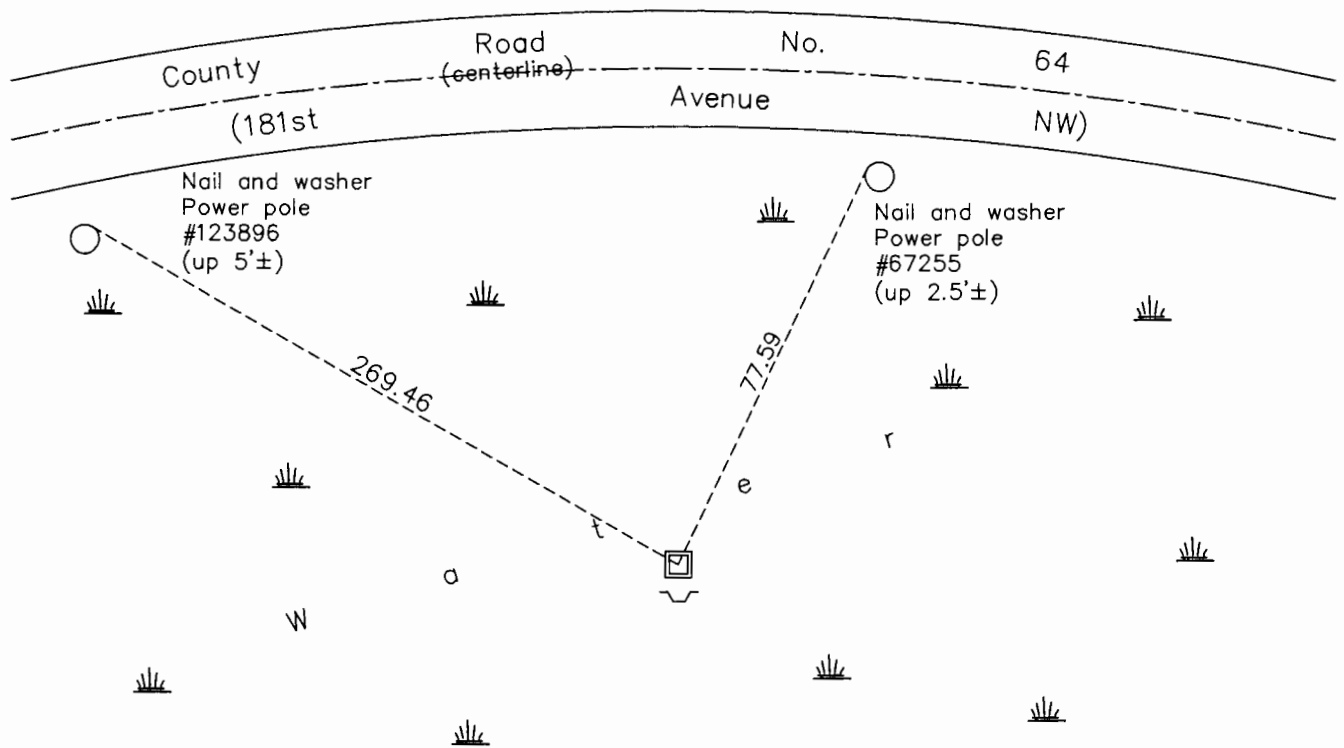 County Road No. 64
(centerline)
(181st Avenue NW)
Nail and washer
Power pole
#123896
(up 5'±)
Nail and washer
Power pole
#67255
(up 2.5'±)
269.46
77.59
Water